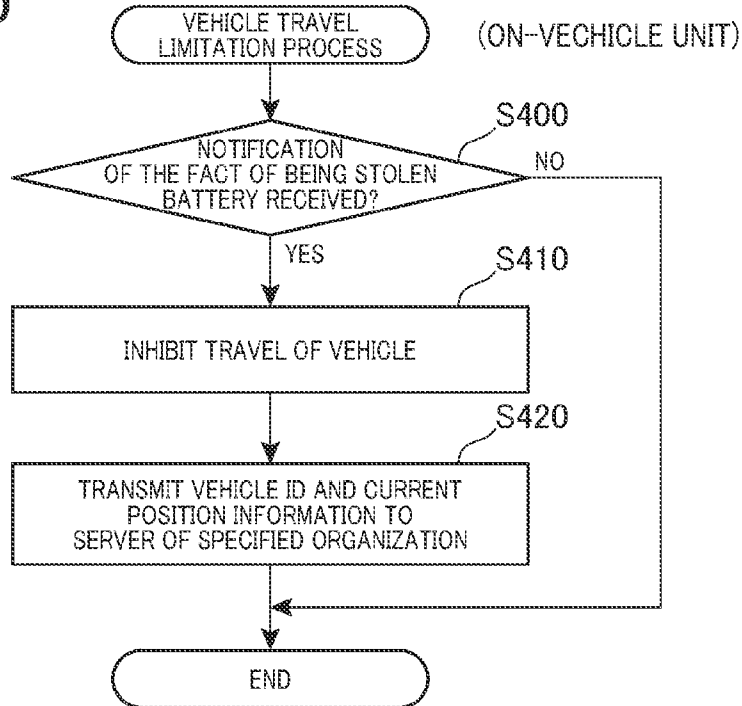 VEHICLE TRAVEL
LIMITATION PROCESS
(ON-VECHICLE UNIT)
S400
NOTIFICATION
OF THE FACT OF BEING STOLEN
BATTERY RECEIVED?
NO
YES
S410
INHIBIT TRAVEL OF VEHICLE
S420
TRANSMIT VEHICLE ID AND CURRENT
POSITION INFORMATION TO
SERVER OF SPECIFIED ORGANIZATION
END